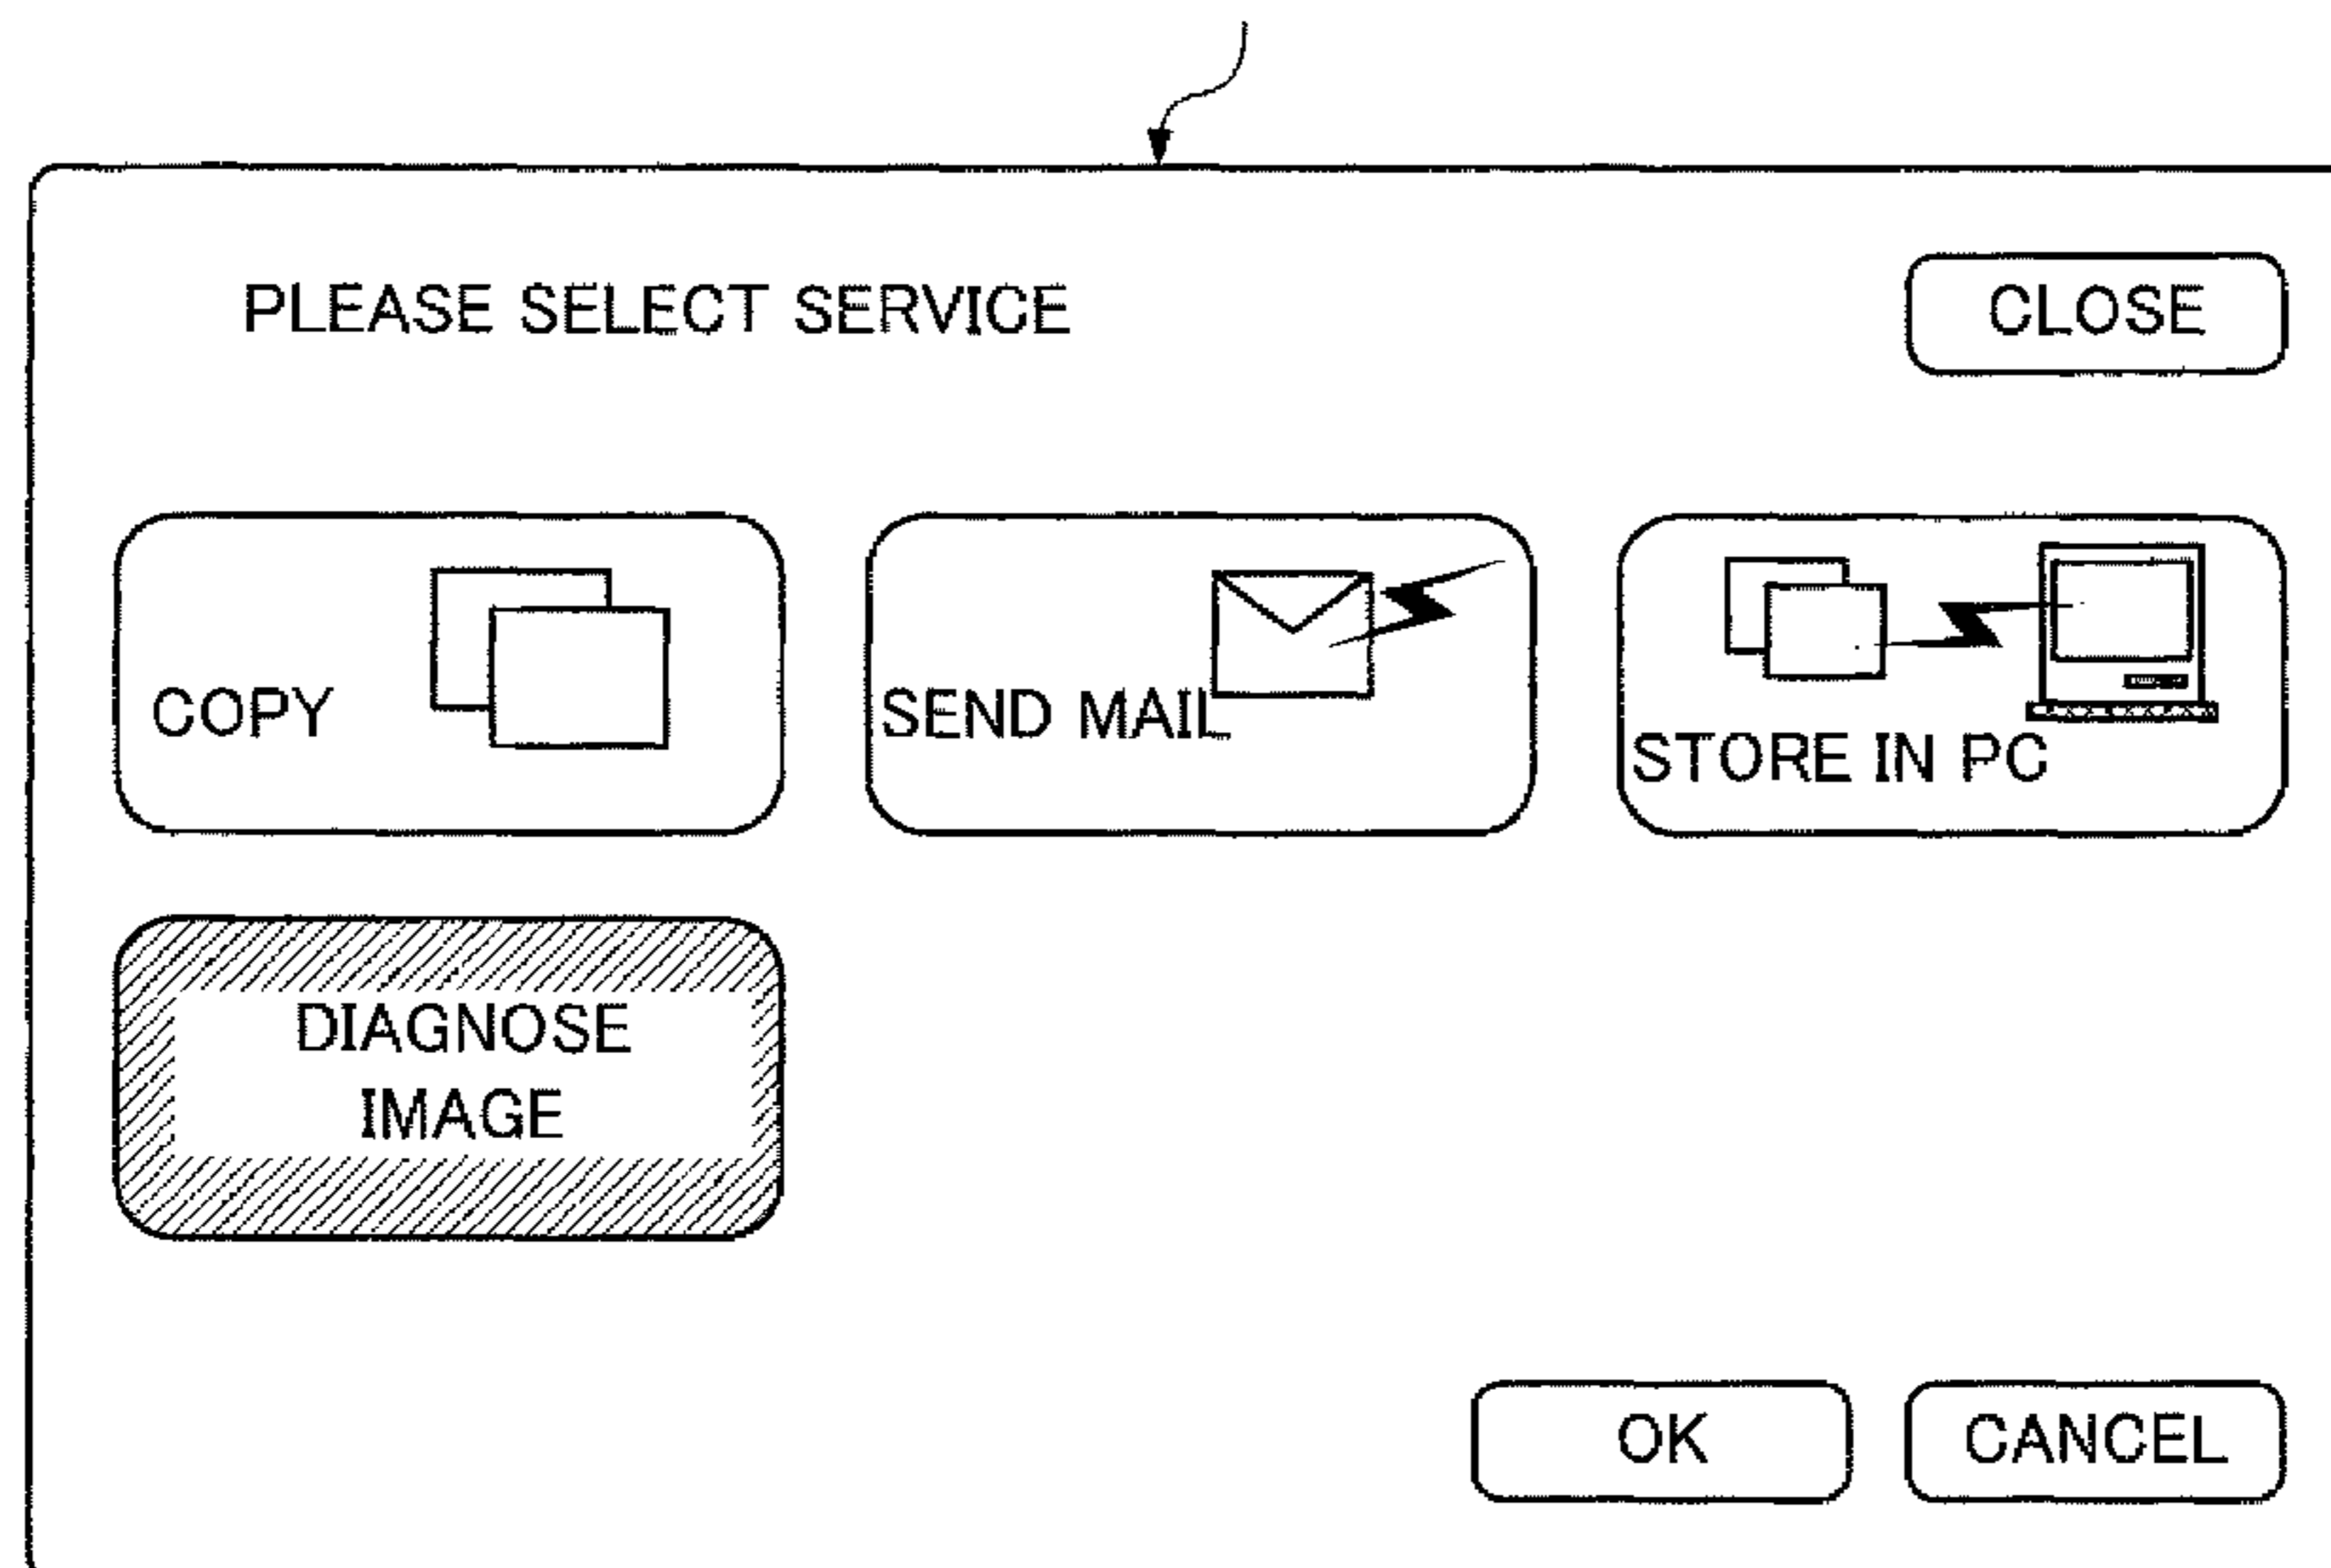 PLEASE SELECT SERVICE
CLOSE
COPY
SEND MAIL
STORE IN PC
DIAGNOSE
IMAGE
OK
CANCEL